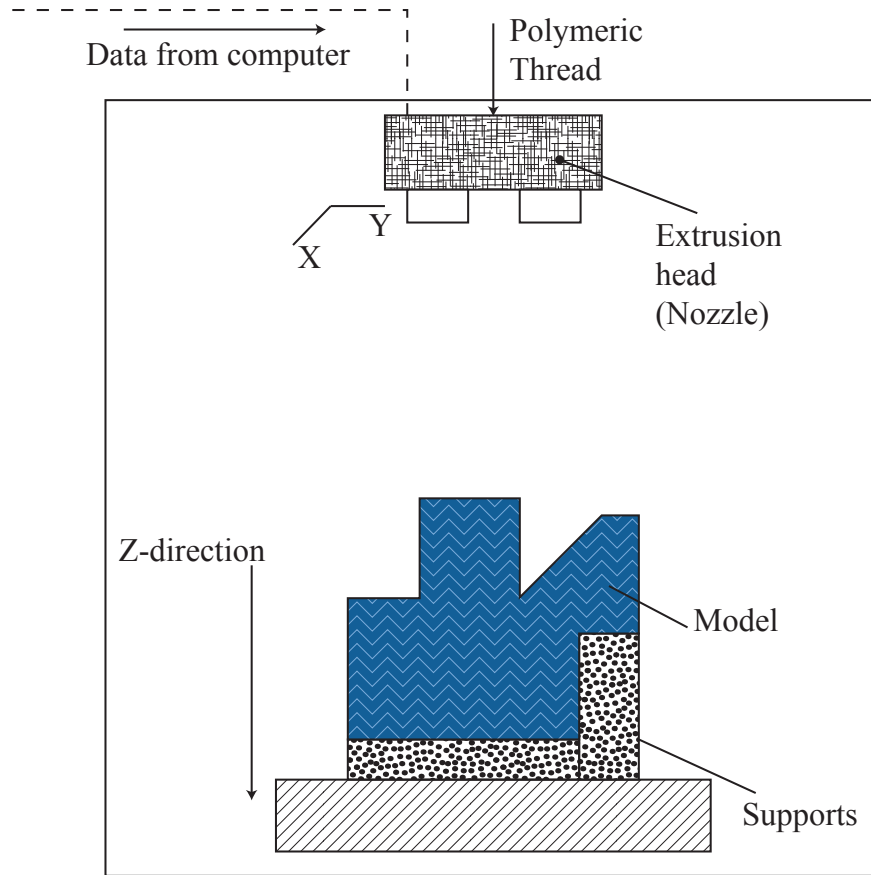 Data from computer
Polymeric
Thread
X
Y
Extrusion
head
(Nozzle)
Z-direction
Model
Supports